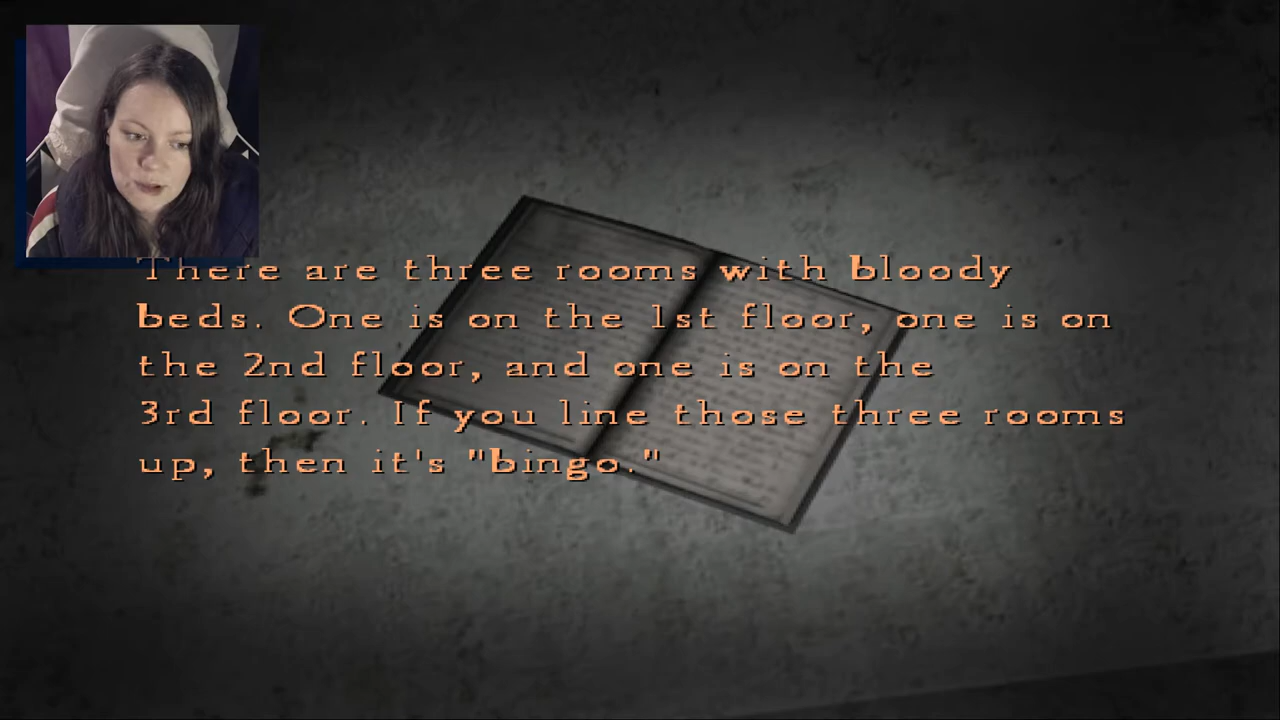 There are three rooms with bloody
beds. One is on the 1st floor, one is on
the 2nd floor, and one is on the
3rd floor. If you line those three rooms
up, then it's "bingo."